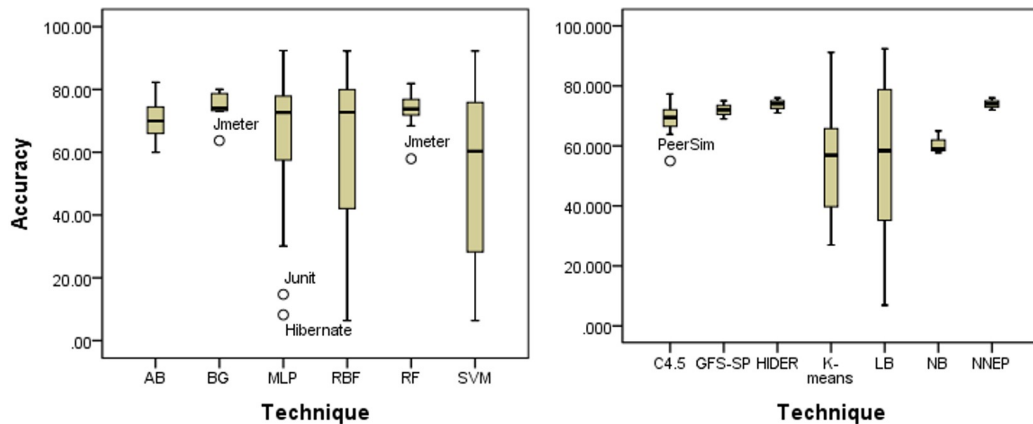 Accuracy
100.00
80.00
60.00
40.00
20.00
.00
Jmeter
Junit
Hibernate
Jmeter
AB BG MLP RBF RF SVM
Technique
100.000
80.000
60.000
40.000
20.000
.000
PeerSim
C4.5 GFS-SP HIDER K-means LB NB NNEP
Technique